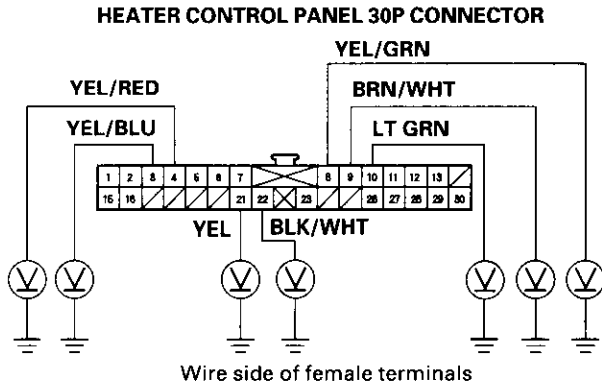 HEATER CONTROL PANEL 30P CONNECTOR
YEL/GRN
YEL/RED
BRN/WHT
YEL/BLU
LT GRN
1 2 3 4 5 6 7 8 9 10 11 12 13
15 16 21 22 23 26 27 28 29 30
YEL
BLK/WHT
V V V V V V V
Wire side of female terminals